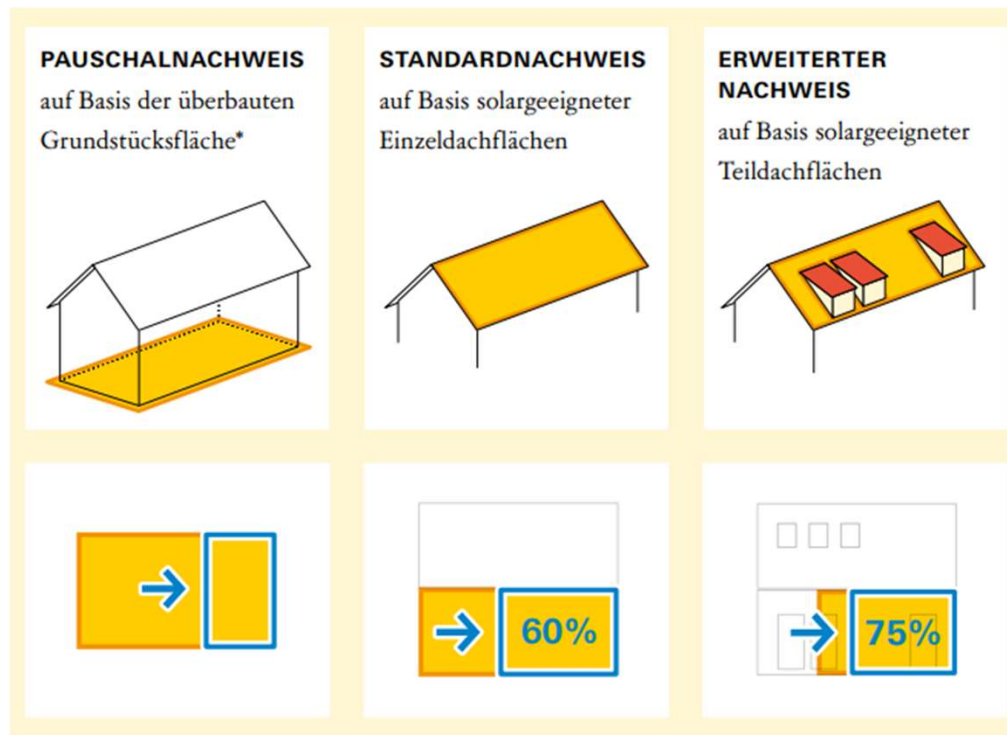 PAUSCHALNACHWEIS
auf Basis der überbauten
Grundstücksfläche*
STANDARDNACHWEIS
auf Basis solargeeigneter
Einzeldachflächen
ERWEITERTER
NACHWEIS
auf Basis solargeeigneter
Teildachflächen
60%
75%